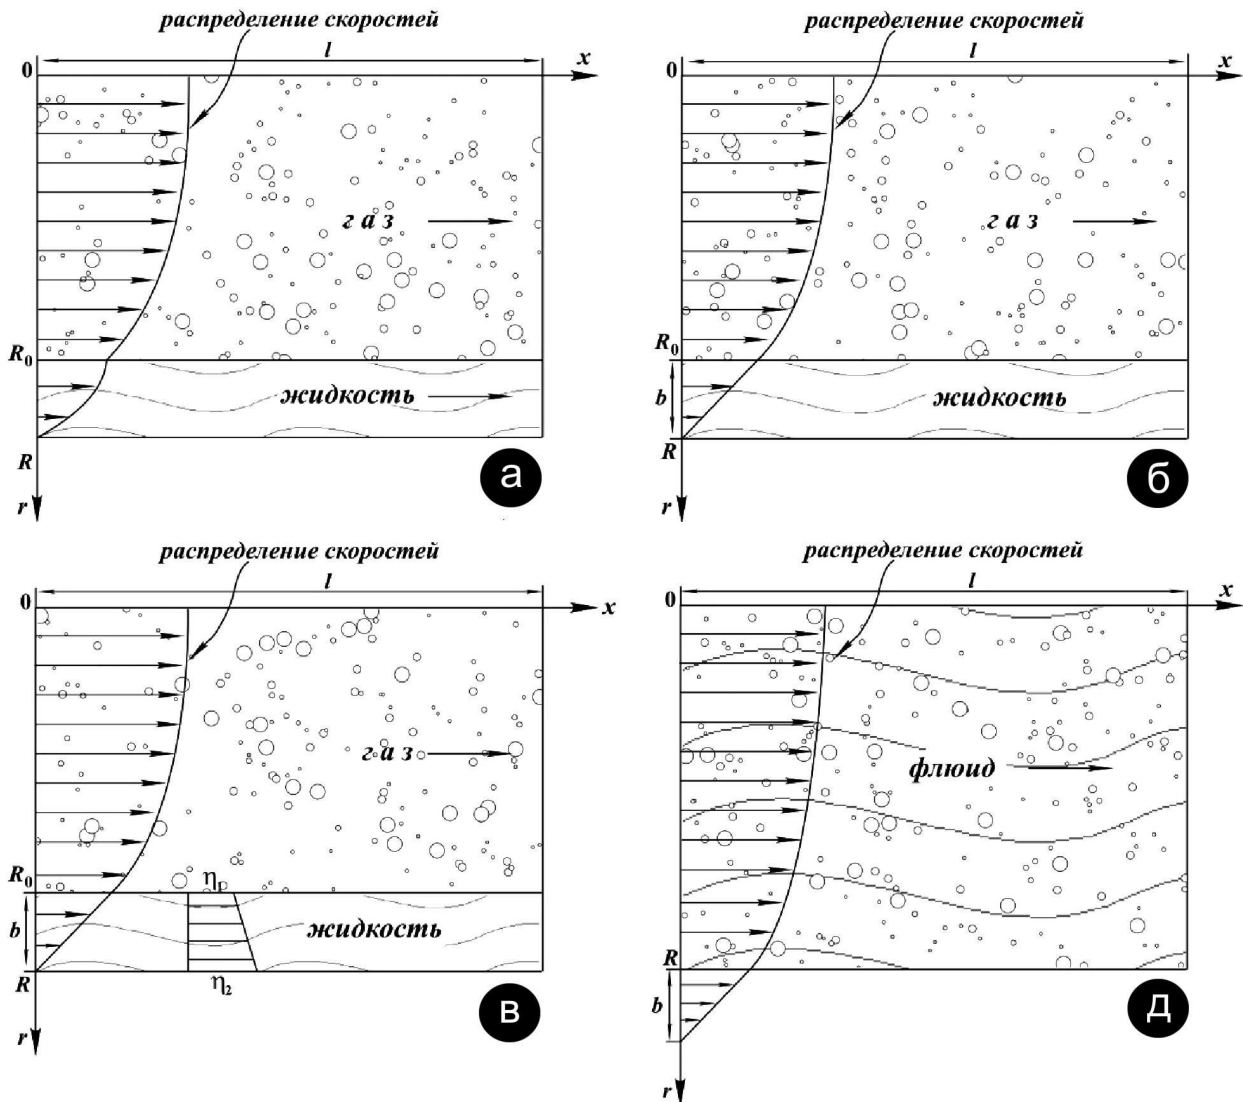 распределение скоростей
l
0
x
г а з
R₀
жидкость
R
r
а
распределение скоростей
l
0
x
г а з
R₀
b
жидкость
R
r
б
распределение скоростей
l
0
x
г а з
R₀
η₁
b
жидкость
R
η₂
r
в
распределение скоростей
l
0
x
флюид
R
b
r
д